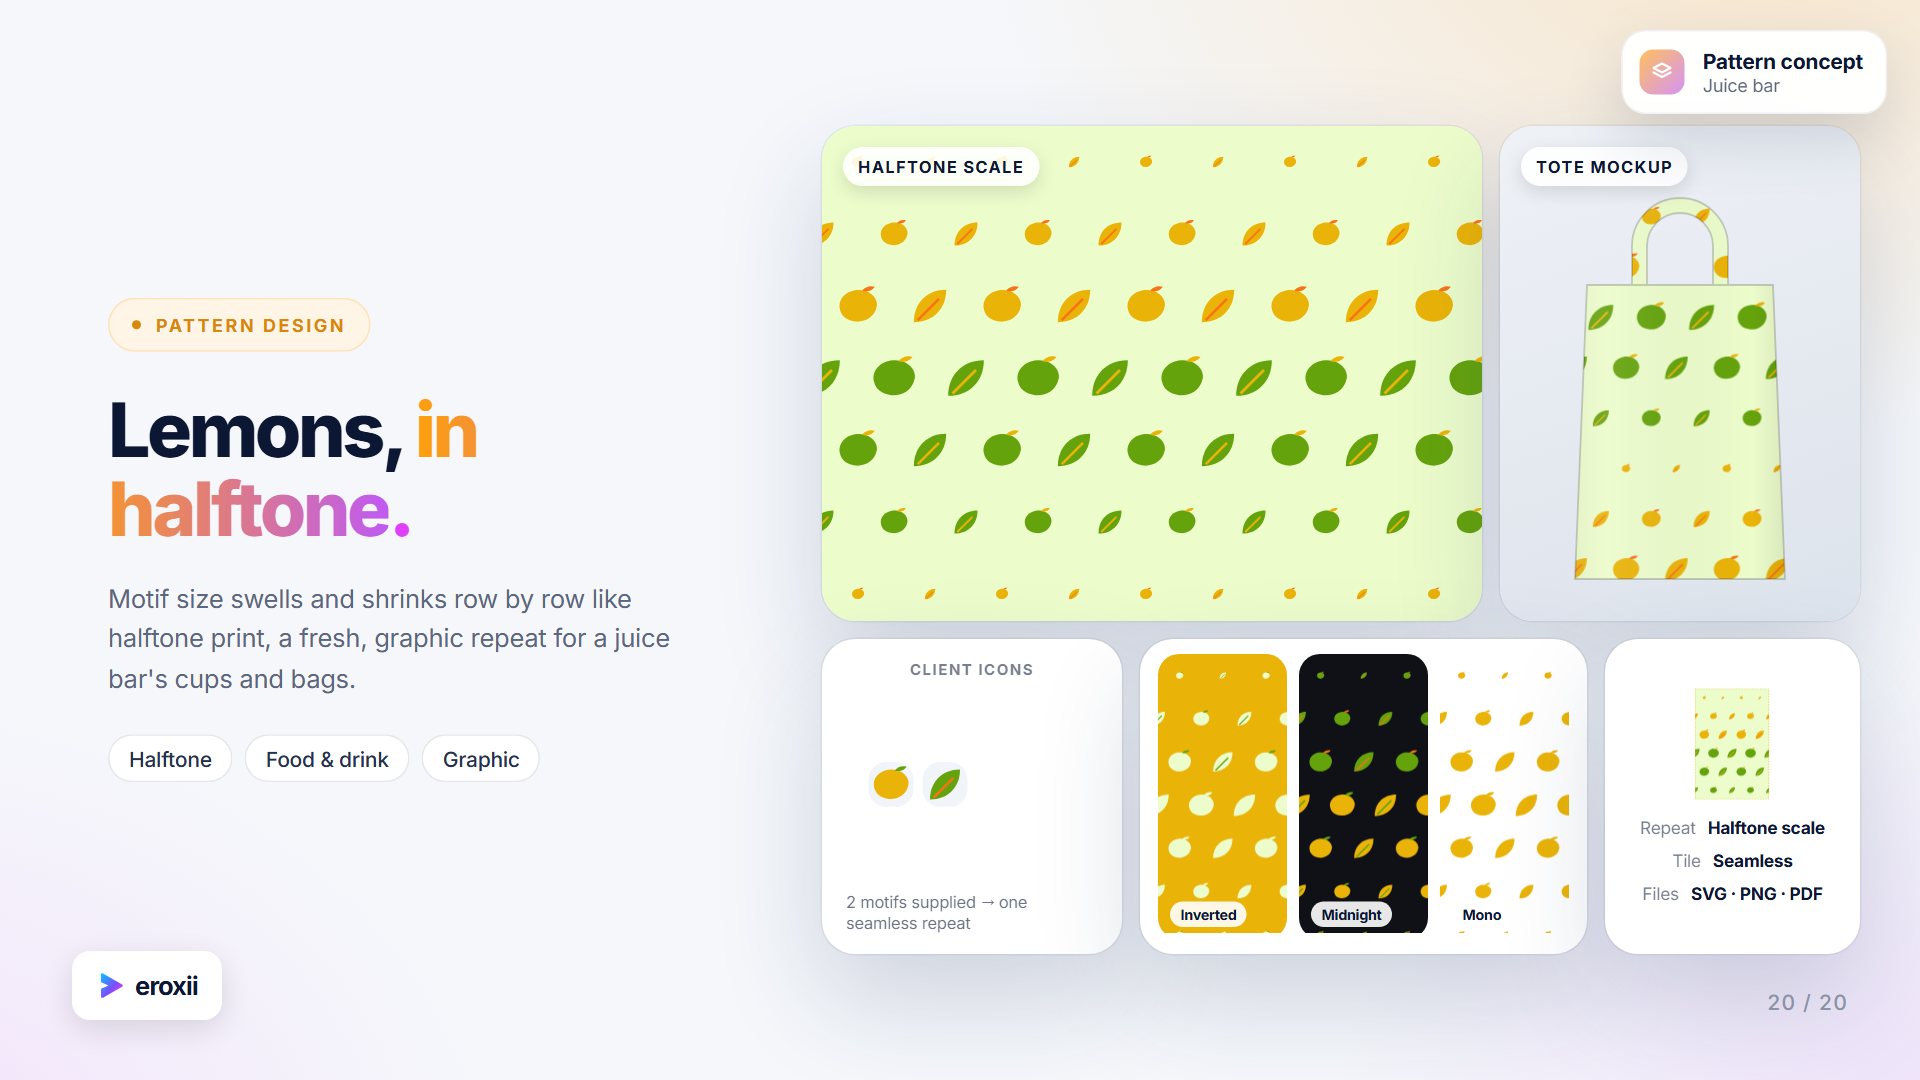 Pattern concept
Juice bar
HALFTONE SCALE
TOTE MOCKUP
PATTERN DESIGN
Lemons, in
halftone.
Motif size swells and shrinks row by row like
halftone print, a fresh, graphic repeat for a juice
bar's cups and bags.
Halftone
Food & drink
Graphic
CLIENT ICONS
2 motifs supplied → one
seamless repeat
Inverted
Midnight
Mono
Repeat Halftone scale
Tile Seamless
Files SVG · PNG · PDF
eroxii
20 / 20